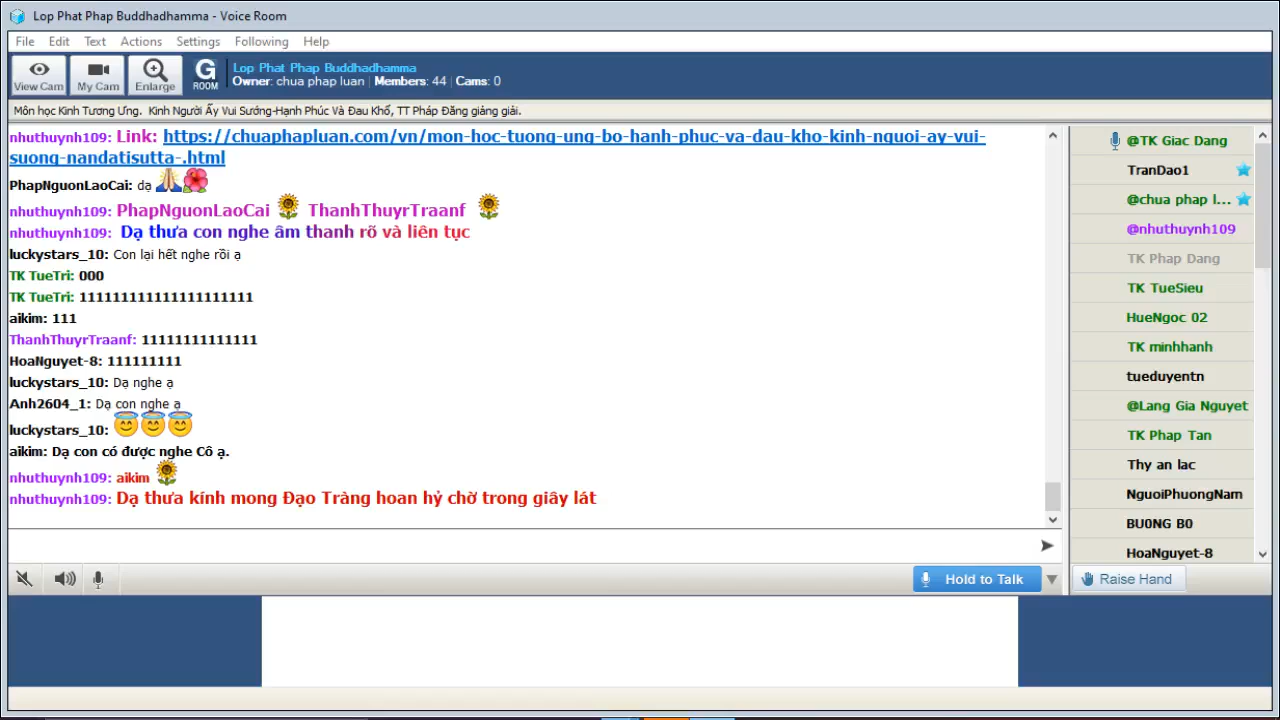 Lop Phat Phap Buddhadhamma - Voice Room
File Edit Text Actions Settings Following Help
View Cam My Cam Enlarge G ROOM
Lop Phat Phap Buddhadhamma
Owner: chua phap luan | Members: 44 | Cams: 0
Môn học Kinh Tương Ưng. Kinh Người Ấy Vui Sướng-Hạnh Phúc Và Đau Khổ, TT Pháp Đăng giảng giải.
nhuthuynh109: Link: https://chuaphapluan.com/vn/mon-hoc-tuong-ung-bo-hanh-phuc-va-dau-kho-kinh-nguoi-ay-vui-
suong-nandatisutta-.html
PhapNguonLaoCai: dạ
nhuthuynh109: PhapNguonLaoCai ThanhThuyrTraanf
nhuthuynh109: Dạ thưa con nghe âm thanh rõ và liên tục
luckystars_10: Con lại hết nghe rồi ạ
TK TueTri: 000
TK TueTri: 111111111111111111111
aikim: 111
ThanhThuyrTraanf: 11111111111111
HoaNguyet-8: 111111111
luckystars_10: Dạ nghe ạ
Anh2604_1: Dạ con nghe ạ
luckystars_10:
aikim: Dạ con có được nghe Cô ạ.
nhuthuynh109: aikim
nhuthuynh109: Dạ thưa kính mong Đạo Tràng hoan hỷ chờ trong giây lát
Hold to Talk
@TK Giac Dang
TranDao1
@chua phap l...
@nhuthuynh109
TK Phap Dang
TK TueSieu
HueNgoc 02
TK minhhanh
tueduyentn
@Lang Gia Nguyet
TK Phap Tan
Thy an lac
NguoiPhuongNam
BU0NG B0
HoaNguyet-8
Raise Hand